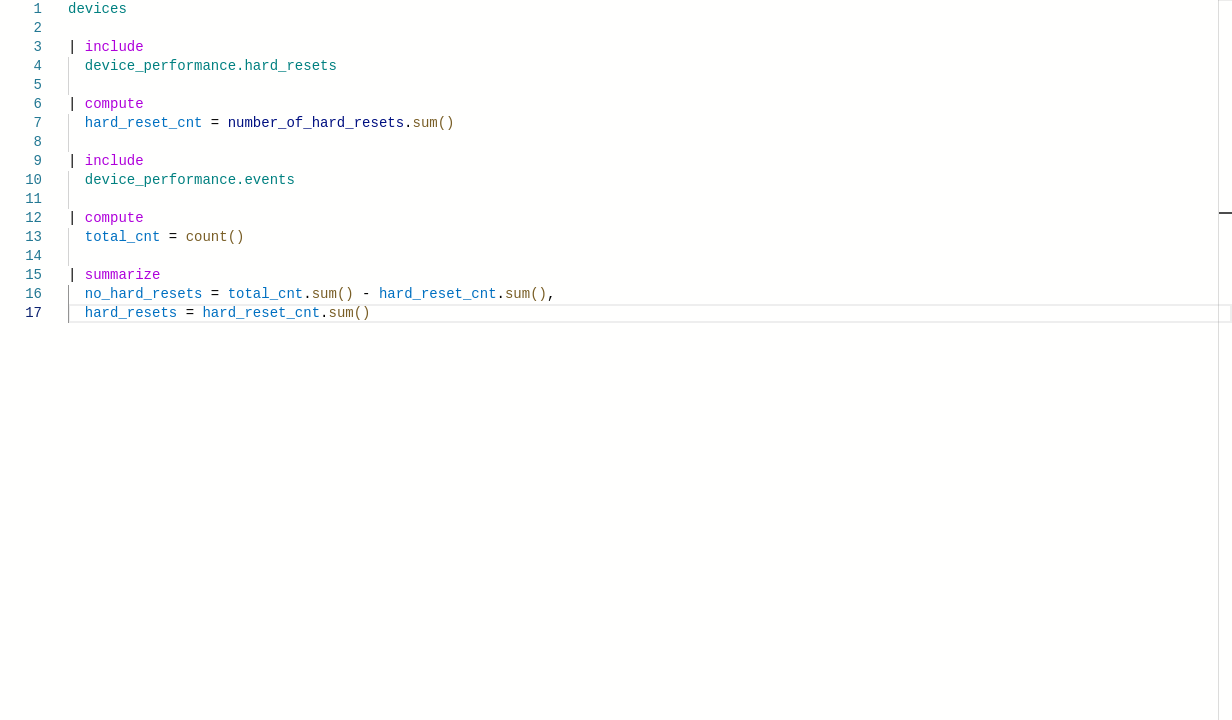 1 devices
2
3 | include
4 device_performance.hard_resets
5
6 | compute
7 hard_reset_cnt = number_of_hard_resets.sum()
8
9 | include
10 device_performance.events
11
12 | compute
13 total_cnt = count()
14
15 | summarize
16 no_hard_resets = total_cnt.sum() - hard_reset_cnt.sum(),
17 hard_resets = hard_reset_cnt.sum()